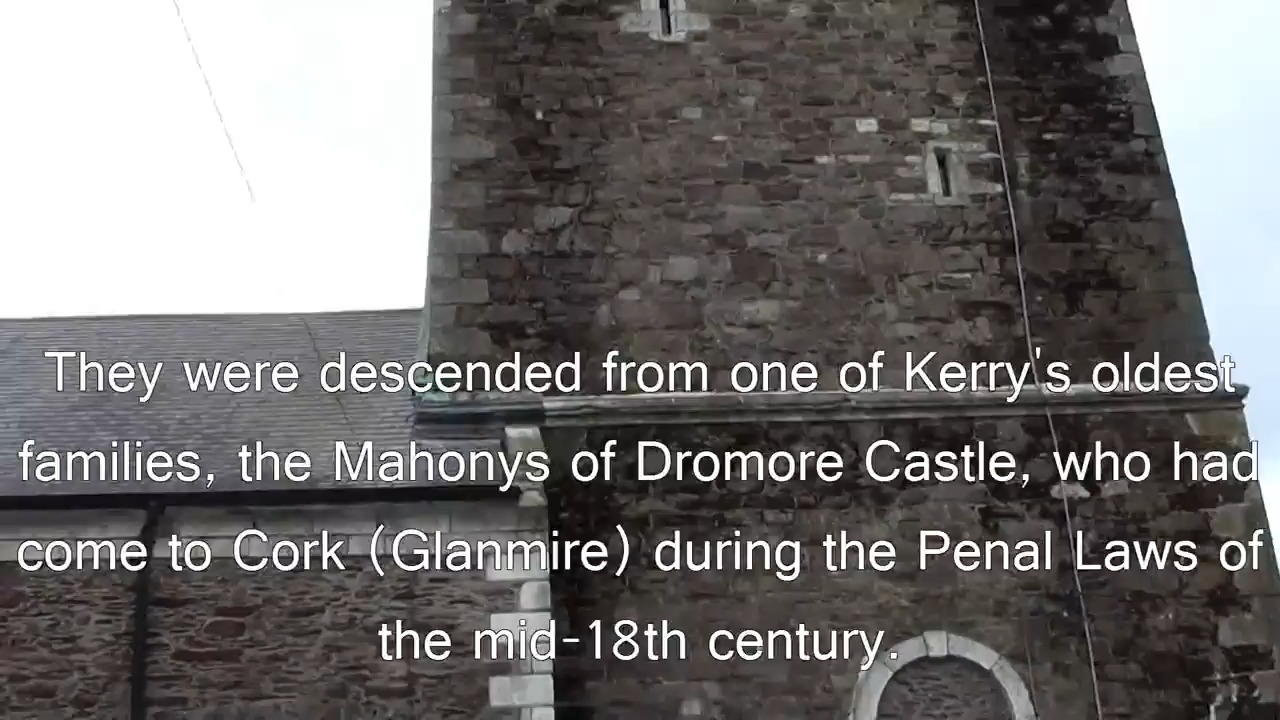 They were descended from one of Kerry's oldest
families, the Mahonys of Dromore Castle, who had
come to Cork (Glanmire) during the Penal Laws of
the mid-18th century.